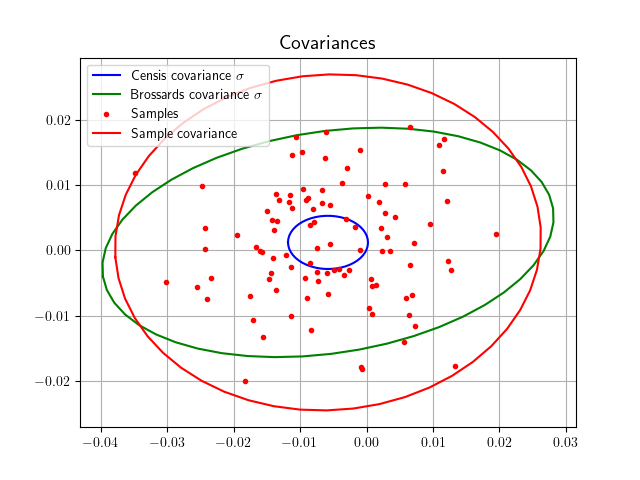 Covariances
Censis covariance σ
Brossards covariance σ
Samples
Sample covariance
0.02
0.01
0.00
−0.01
−0.02
−0.04 −0.03 −0.02 −0.01 0.00 0.01 0.02 0.03